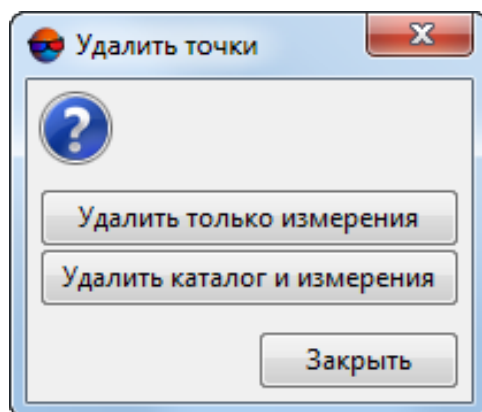 Удалить точки
Удалить только измерения
Удалить каталог и измерения
Закрыть